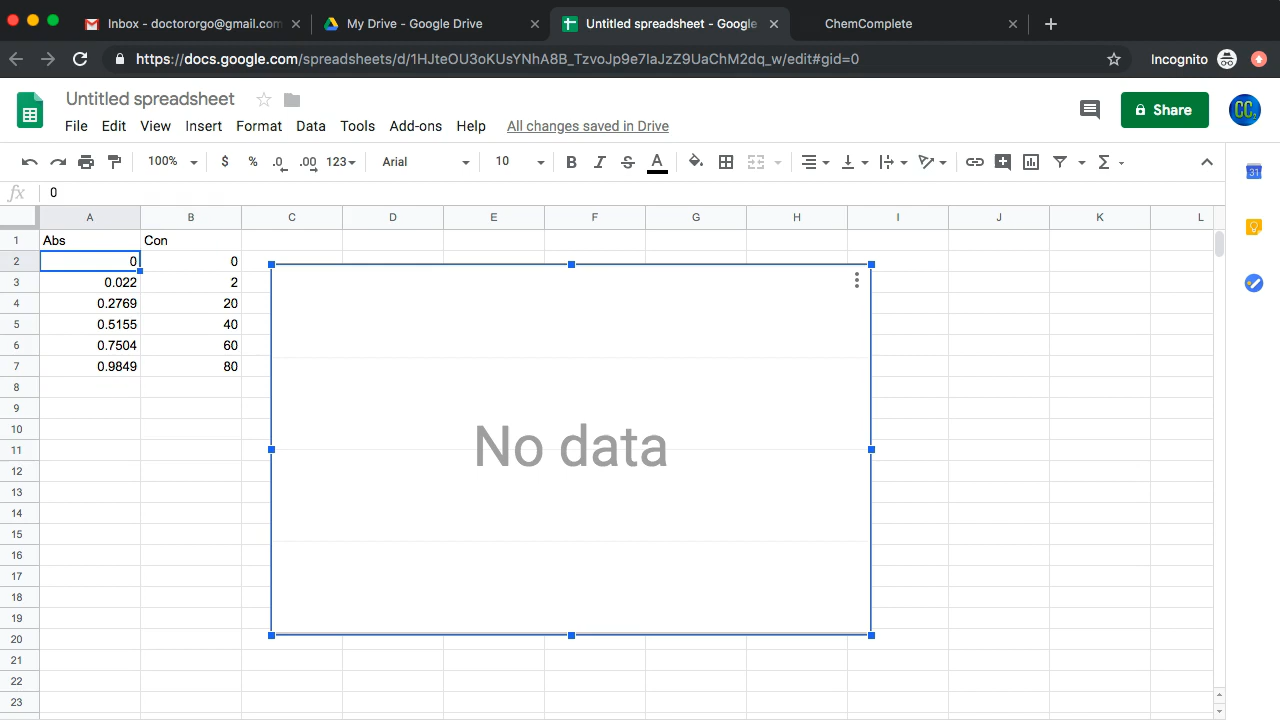 Inbox - doctororgo@gmail.com
My Drive - Google Drive
Untitled spreadsheet - Google
ChemComplete
https://docs.google.com/spreadsheets/d/1HJteOU3oKUsYNhA8B_TzvoJp9e7IaJzZ9UaChM2dq_w/edit#gid=0
Incognito
Untitled spreadsheet
File Edit View Insert Format Data Tools Add-ons Help All changes saved in Drive
Share
CC2
100% $ % .0 .00 123 Arial 10 B I S A Σ
31
fx 0
A B C D E F G H I J K L
1 Abs Con
2 0 0
3 0.022 2
4 0.2769 20
5 0.5155 40
6 0.7504 60
7 0.9849 80
8
9
10
11
12
13
14
15
16
17
18
19
20
21
22
23
No data